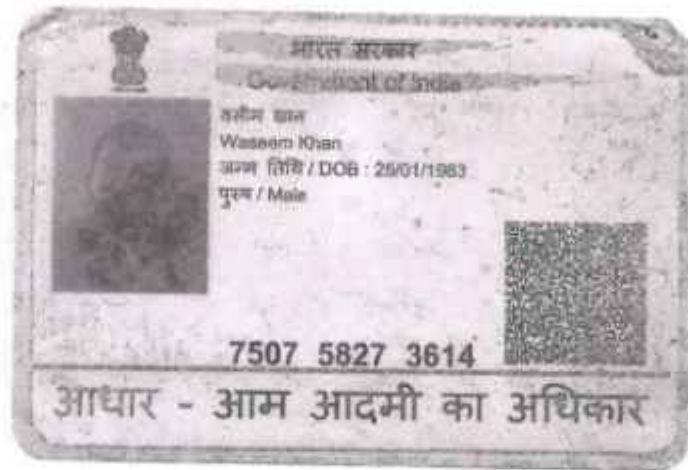 भारत सरकार
Government of India
वसीम खान
Waseem Khan
जन्म तिथि / DOB : 26/01/1983
पुरुष / Male
7507 5827 3614
आधार - आम आदमी का अधिकार